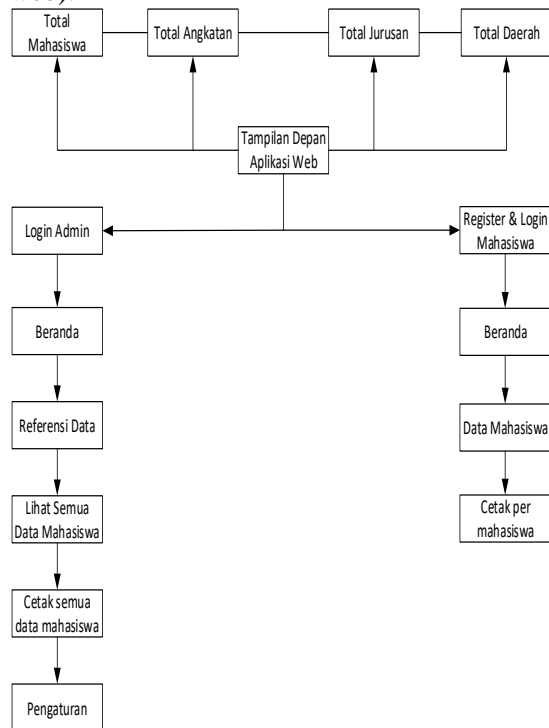 Total
Mahasiswa
Total Angkatan
Total Jurusan
Total Daerah
Tampilan Depan
Aplikasi Web
Login Admin
Register & Login
Mahasiswa
Beranda
Beranda
Referensi Data
Data Mahasiswa
Lihat Semua
Data Mahasiswa
Cetak per
mahasiswa
Cetak semua
data mahasiswa
Pengaturan